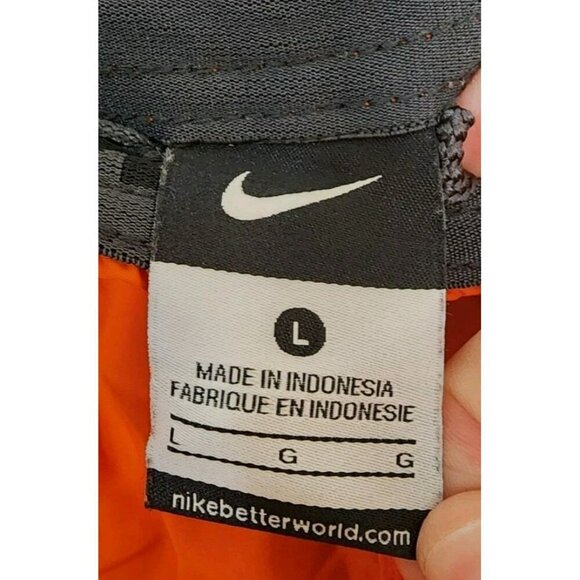 L
MADE IN INDONESIA
FABRIQUE EN INDONESIE
L G G
nikebetterworld.com